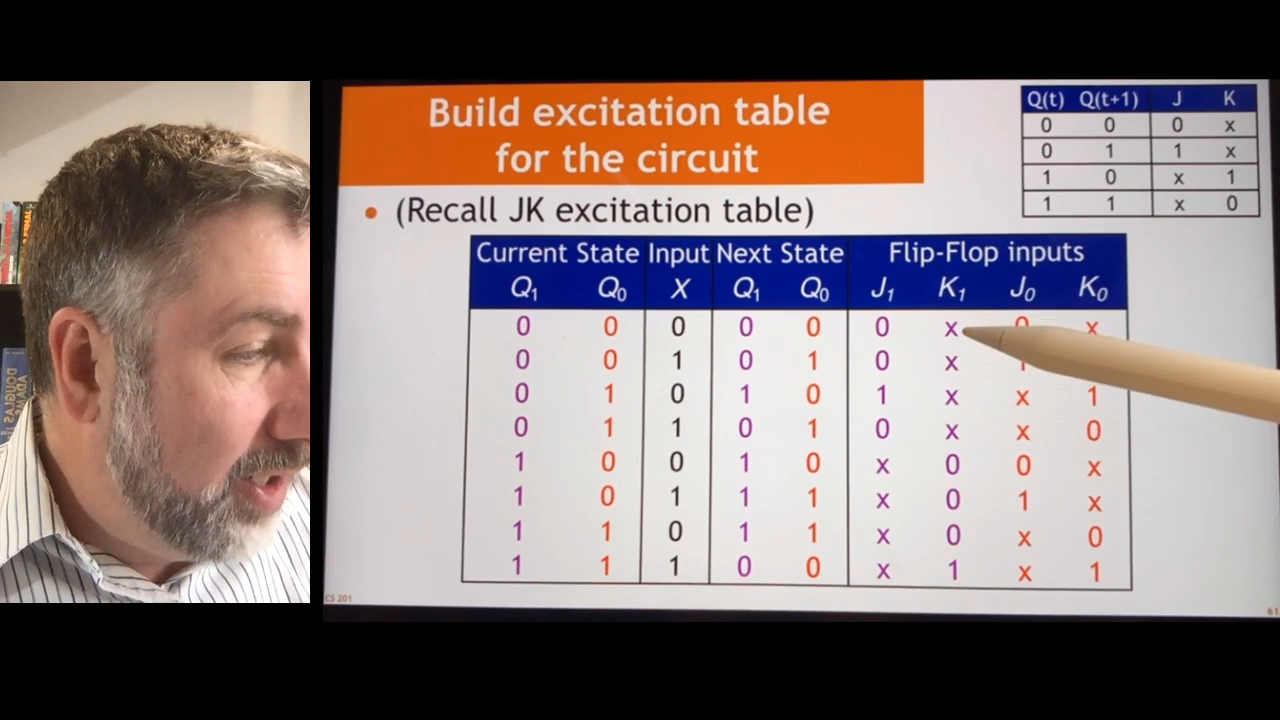 Build excitation table
for the circuit
• (Recall JK excitation table)
Q(t) Q(t+1) J K
0 0 0 x
0 1 1 x
1 0 x 1
1 1 x 0
Current State Input Next State Flip-Flop inputs
Q1 Q0 X Q1 Q0 J1 K1 J0 K0
0 0 0 0 0 0 x 0 x
0 0 1 0 1 0 x 1
0 1 0 1 0 1 x x 1
0 1 1 0 1 0 x x 0
1 0 0 1 0 x 0 0 x
1 0 1 1 1 x 0 1 x
1 1 0 1 1 x 0 x 0
1 1 1 0 0 x 1 x 1
CS 201
61
DOUGLAS
ADAMS